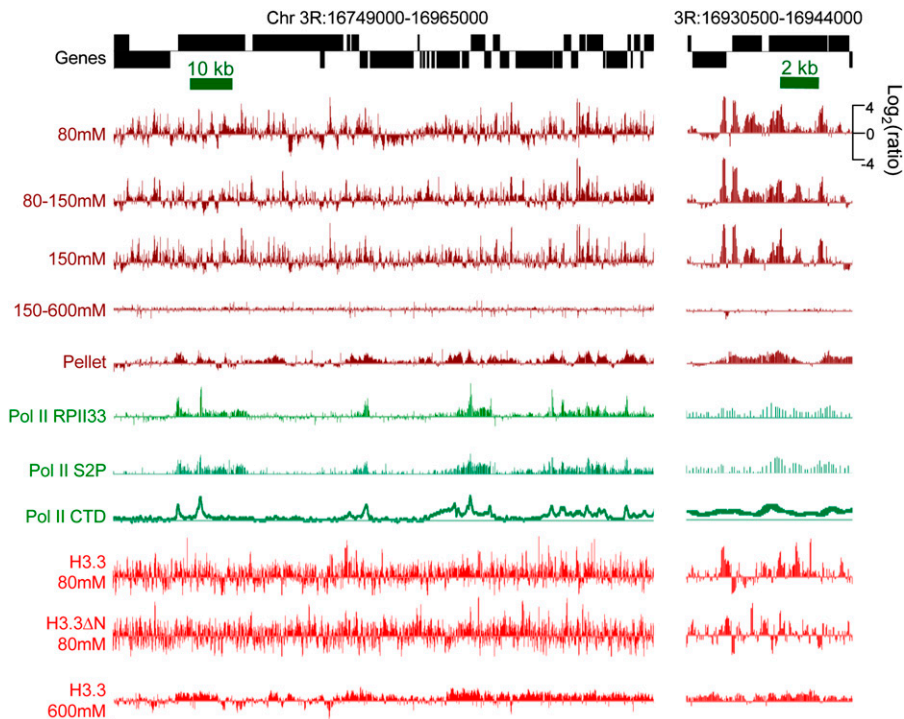 Chr 3R:16749000-16965000
3R:16930500-16944000
Genes
10 kb
2 kb
80mM
4
0
-4
Log2(ratio)
80-150mM
150mM
150-600mM
Pellet
Pol II RPII33
Pol II S2P
Pol II CTD
H3.3
80mM
H3.3ΔN
80mM
H3.3
600mM